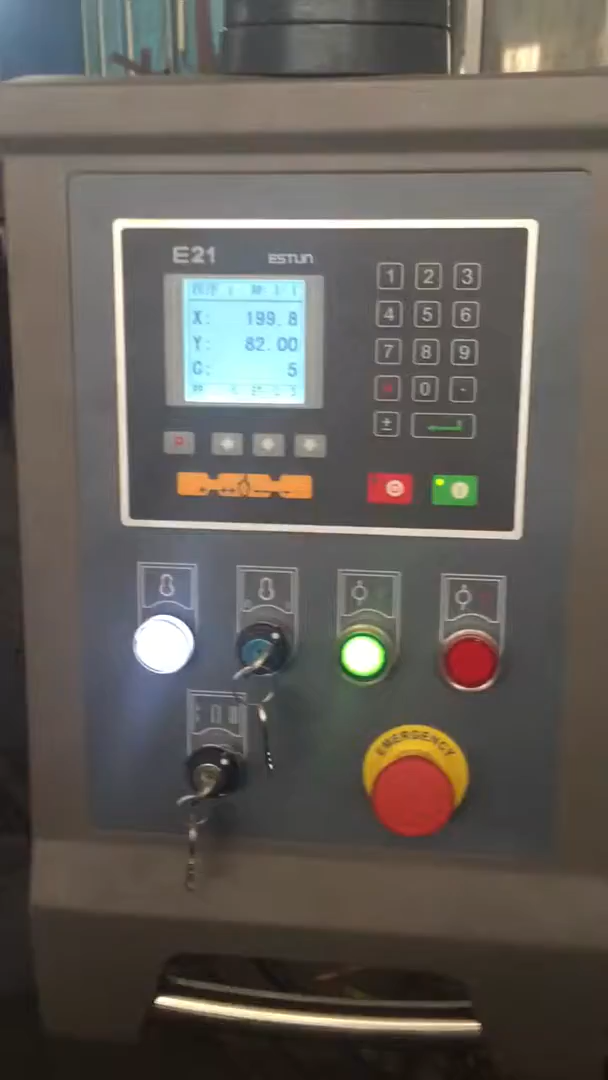 E21 ESTUN
X: 199.8
Y: 82.00
C: 5
1 2 3
4 5 6
7 8 9
0 -
±
P
EMERGENCY